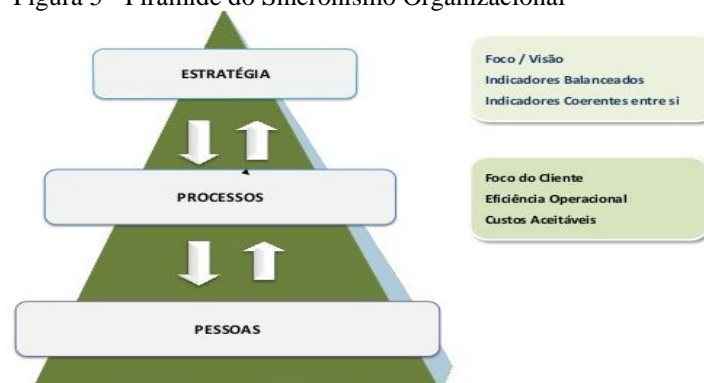 Figura 3 - Pirâmide do Sincronismo Organizacional
ESTRATÉGIA
Foco / Visão
Indicadores Balanceados
Indicadores Coerentes entre si
PROCESSOS
Foco do Cliente
Eficiência Operacional
Custos Aceitáveis
PESSOAS